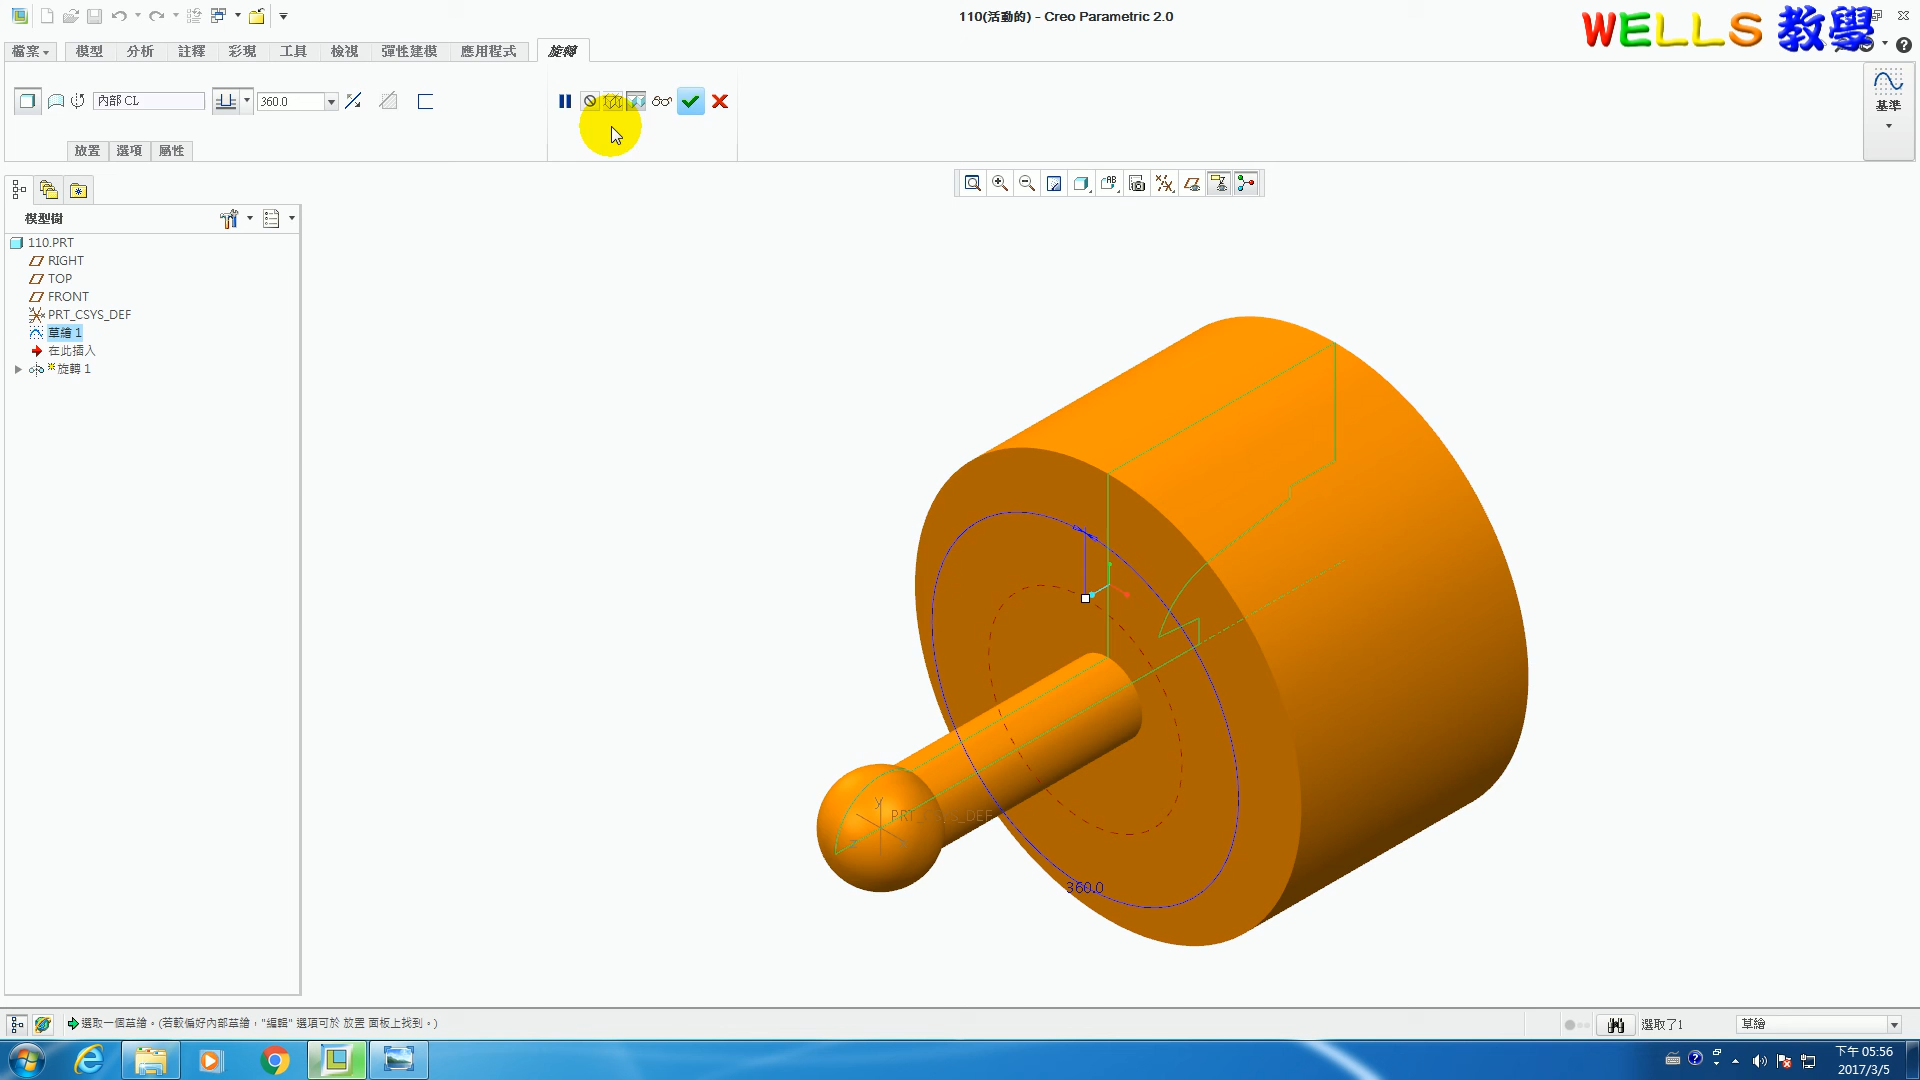 110(活動的) - Creo Parametric 2.0
WELLS 教學
檔案 模型 分析 註釋 彩現 工具 檢視 彈性建模 應用程式 旋轉
內部 CL
360.0
放置 選項 屬性
基準
模型樹
110.PRT
RIGHT
TOP
FRONT
PRT_CSYS_DEF
草繪 1
在此插入
旋轉 1
y
PRT_CSYS_DEF
360.0
選取一個草繪。(若較偏好內部草繪，"編輯" 選項可於 放置 面板上找到。)
選取了1
草繪
下午 05:56
2017/3/5